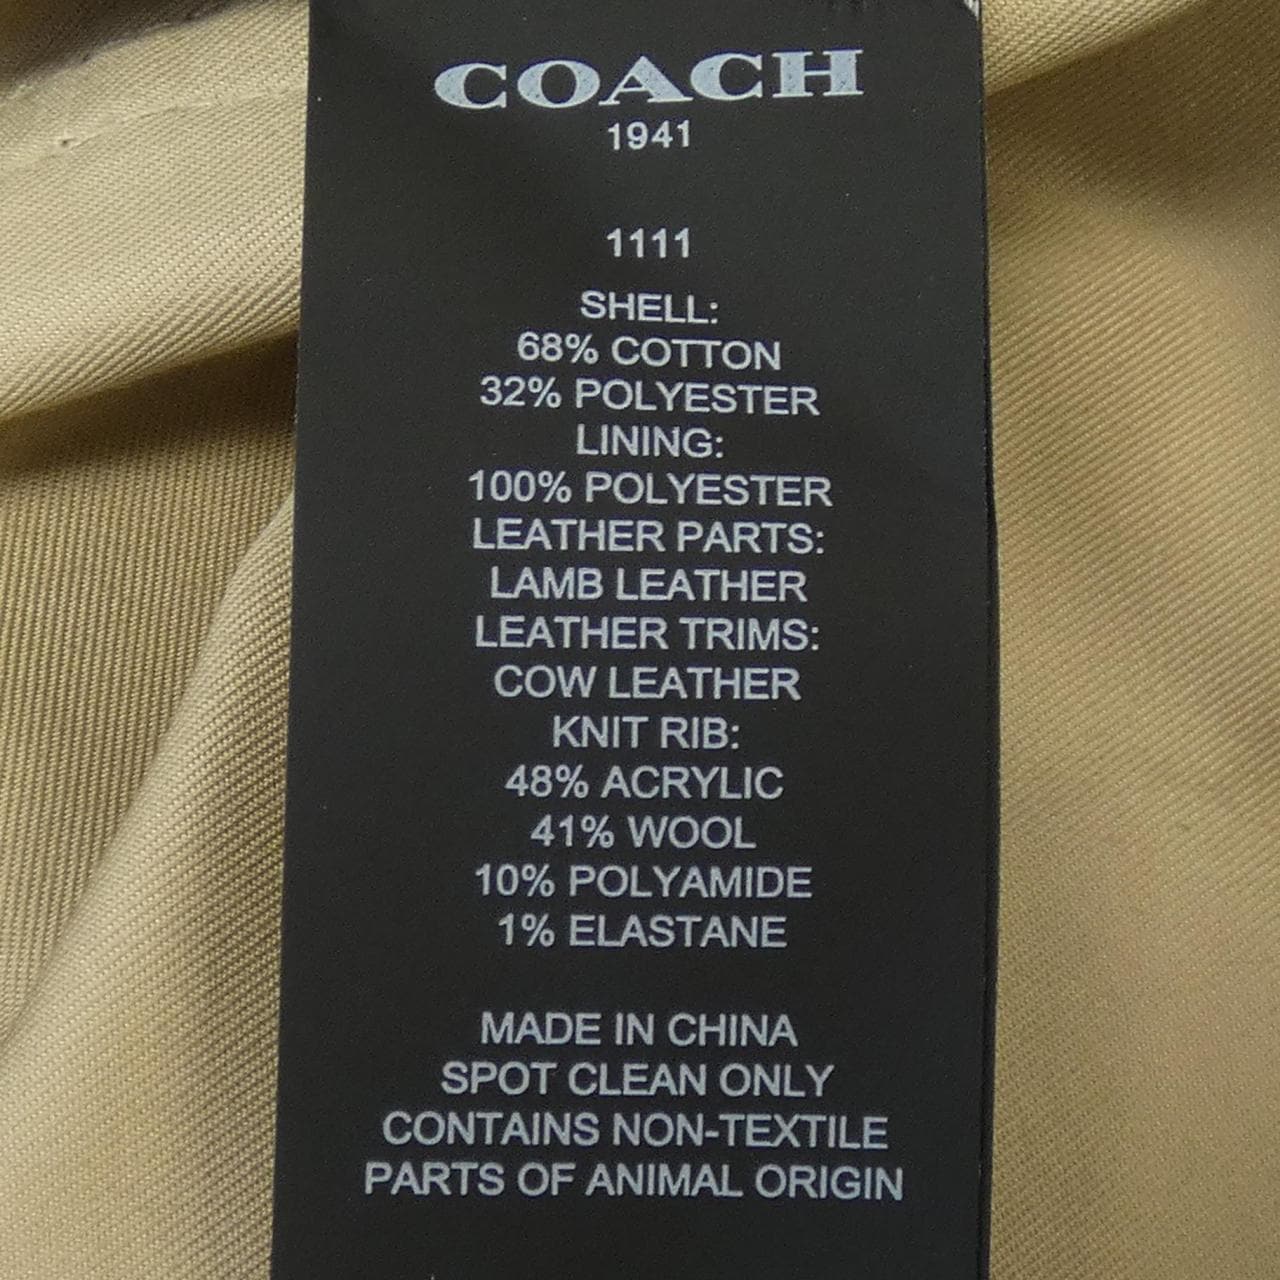 COACH
1941
1111
SHELL:
68% COTTON
32% POLYESTER
LINING:
100% POLYESTER
LEATHER PARTS:
LAMB LEATHER
LEATHER TRIMS:
COW LEATHER
KNIT RIB:
48% ACRYLIC
41% WOOL
10% POLYAMIDE
1% ELASTANE
MADE IN CHINA
SPOT CLEAN ONLY
CONTAINS NON-TEXTILE
PARTS OF ANIMAL ORIGIN